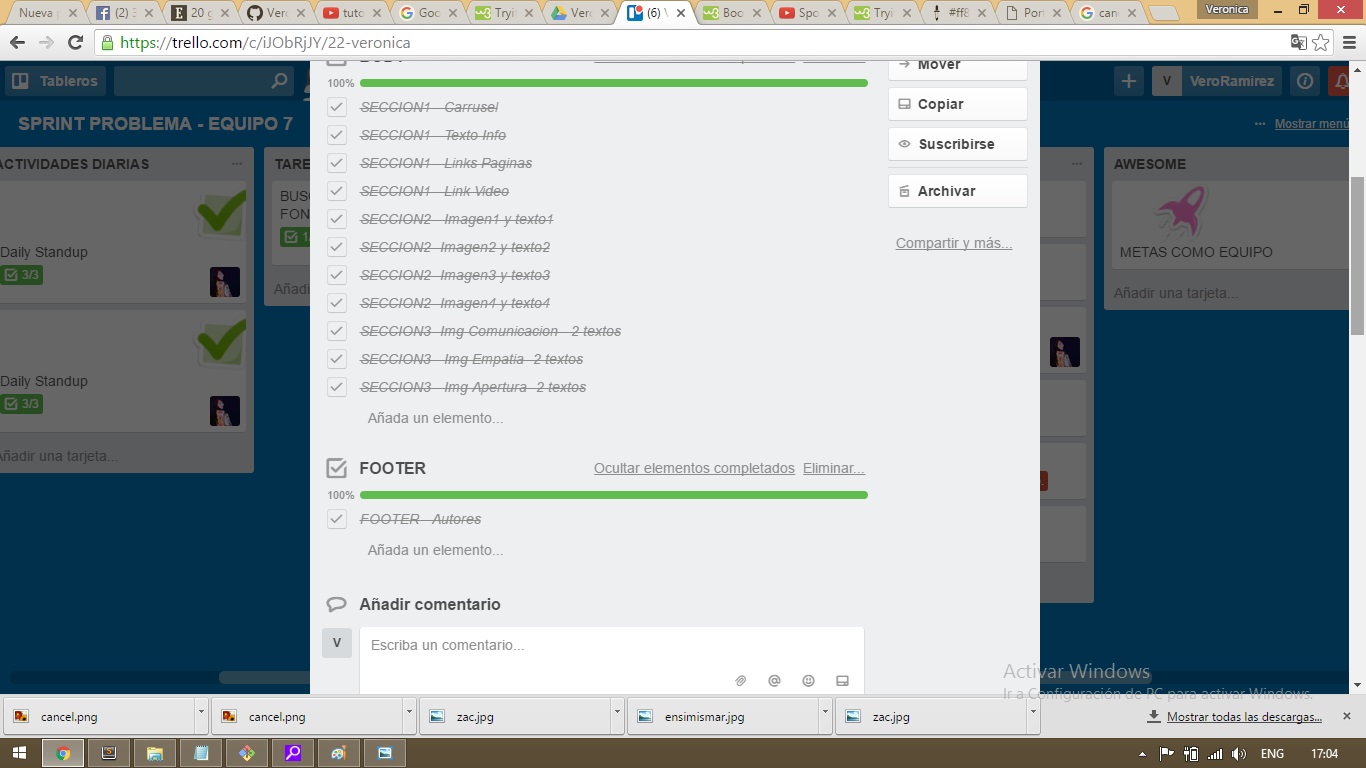 Nueva p
(2) 3
20 g
Ver
tuto
Goo
Tryi
Ver
(6) V
Boo
Spo
Tryi
#ff8
Port
can
Veronica
https://trello.com/c/iJObRjJY/22-veronica
Tableros
V VeroRamirez
SPRINT PROBLEMA - EQUIPO 7
Mostrar menú
ACTIVIDADES DIARIAS
Daily Standup
3/3
Daily Standup
3/3
Añadir una tarjeta...
TARE
BUS
FON
1/
Añadi
100%
SECCION1 - Carrusel
SECCION1 - Texto Info
SECCION1 - Links Paginas
SECCION1 - Link Video
SECCION2 - Imagen1 y texto1
SECCION2- Imagen2 y texto2
SECCION2- Imagen3 y texto3
SECCION2- Imagen4 y texto4
SECCION3- Img Comunicacion - 2 textos
SECCION3 - Img Empatia- 2 textos
SECCION3 - Img Apertura- 2 textos
Añada un elemento...
FOOTER Ocultar elementos completados Eliminar...
100%
FOOTER - Autores
Añada un elemento...
Añadir comentario
V
Escriba un comentario...
Mover
Copiar
Suscribirse
Archivar
Compartir y más...
AWESOME
METAS COMO EQUIPO
Añadir una tarjeta...
Activar Windows
Ir a Configuración de PC para activar Windows.
cancel.png
cancel.png
zac.jpg
ensimismar.jpg
zac.jpg
Mostrar todas las descargas...
ENG
17:04